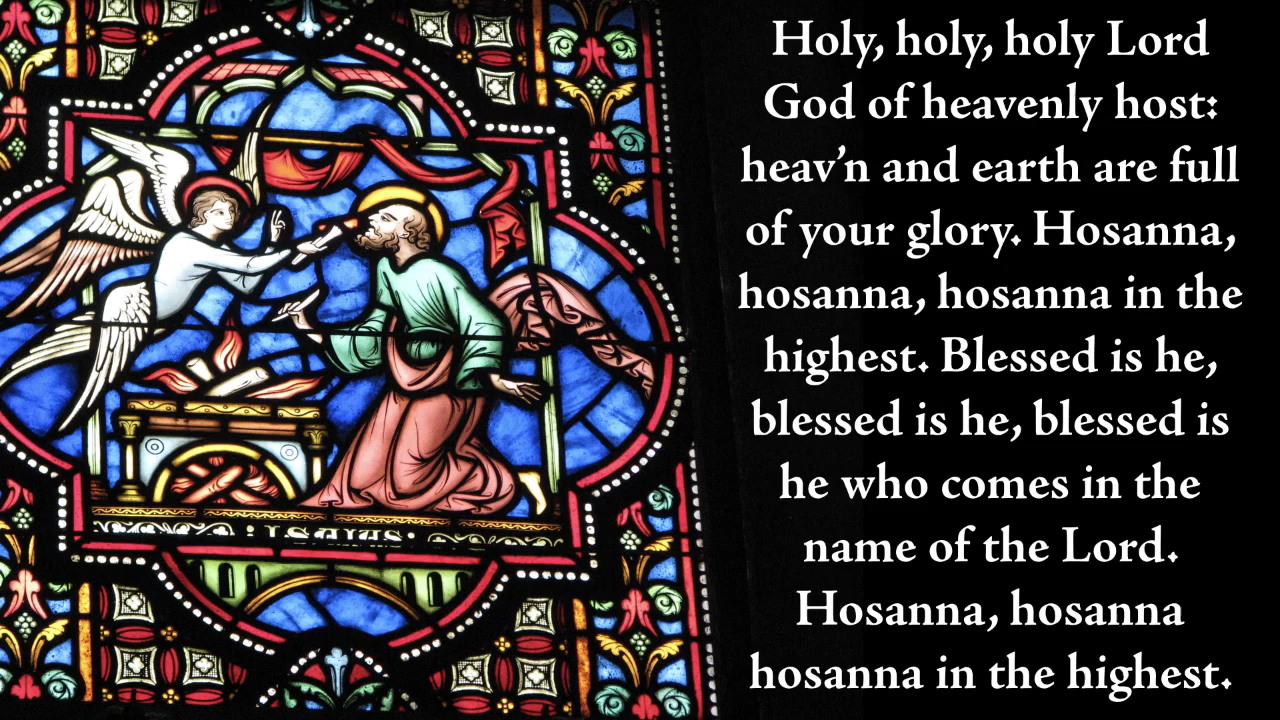 Holy, holy, holy Lord
God of heavenly host:
heav'n and earth are full
of your glory. Hosanna,
hosanna, hosanna in the
highest. Blessed is he,
blessed is he, blessed is
he who comes in the
name of the Lord.
Hosanna, hosanna
hosanna in the highest.
: ISAIAS: